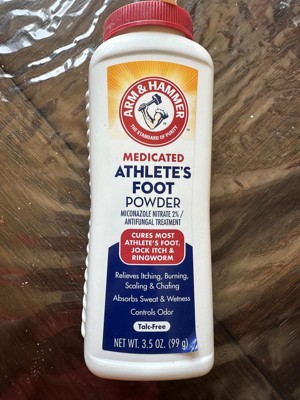 ARM & HAMMER
THE STANDARD OF PURITY
MEDICATED
ATHLETE'S
FOOT
POWDER
MICONAZOLE NITRATE 2% /
ANTIFUNGAL TREATMENT
CURES MOST
ATHLETE'S FOOT,
JOCK ITCH &
RINGWORM
Relieves Itching, Burning,
Scaling & Chafing
Absorbs Sweat & Wetness
Controls Odor
Talc-Free
NET WT. 3.5 OZ. (99 g)